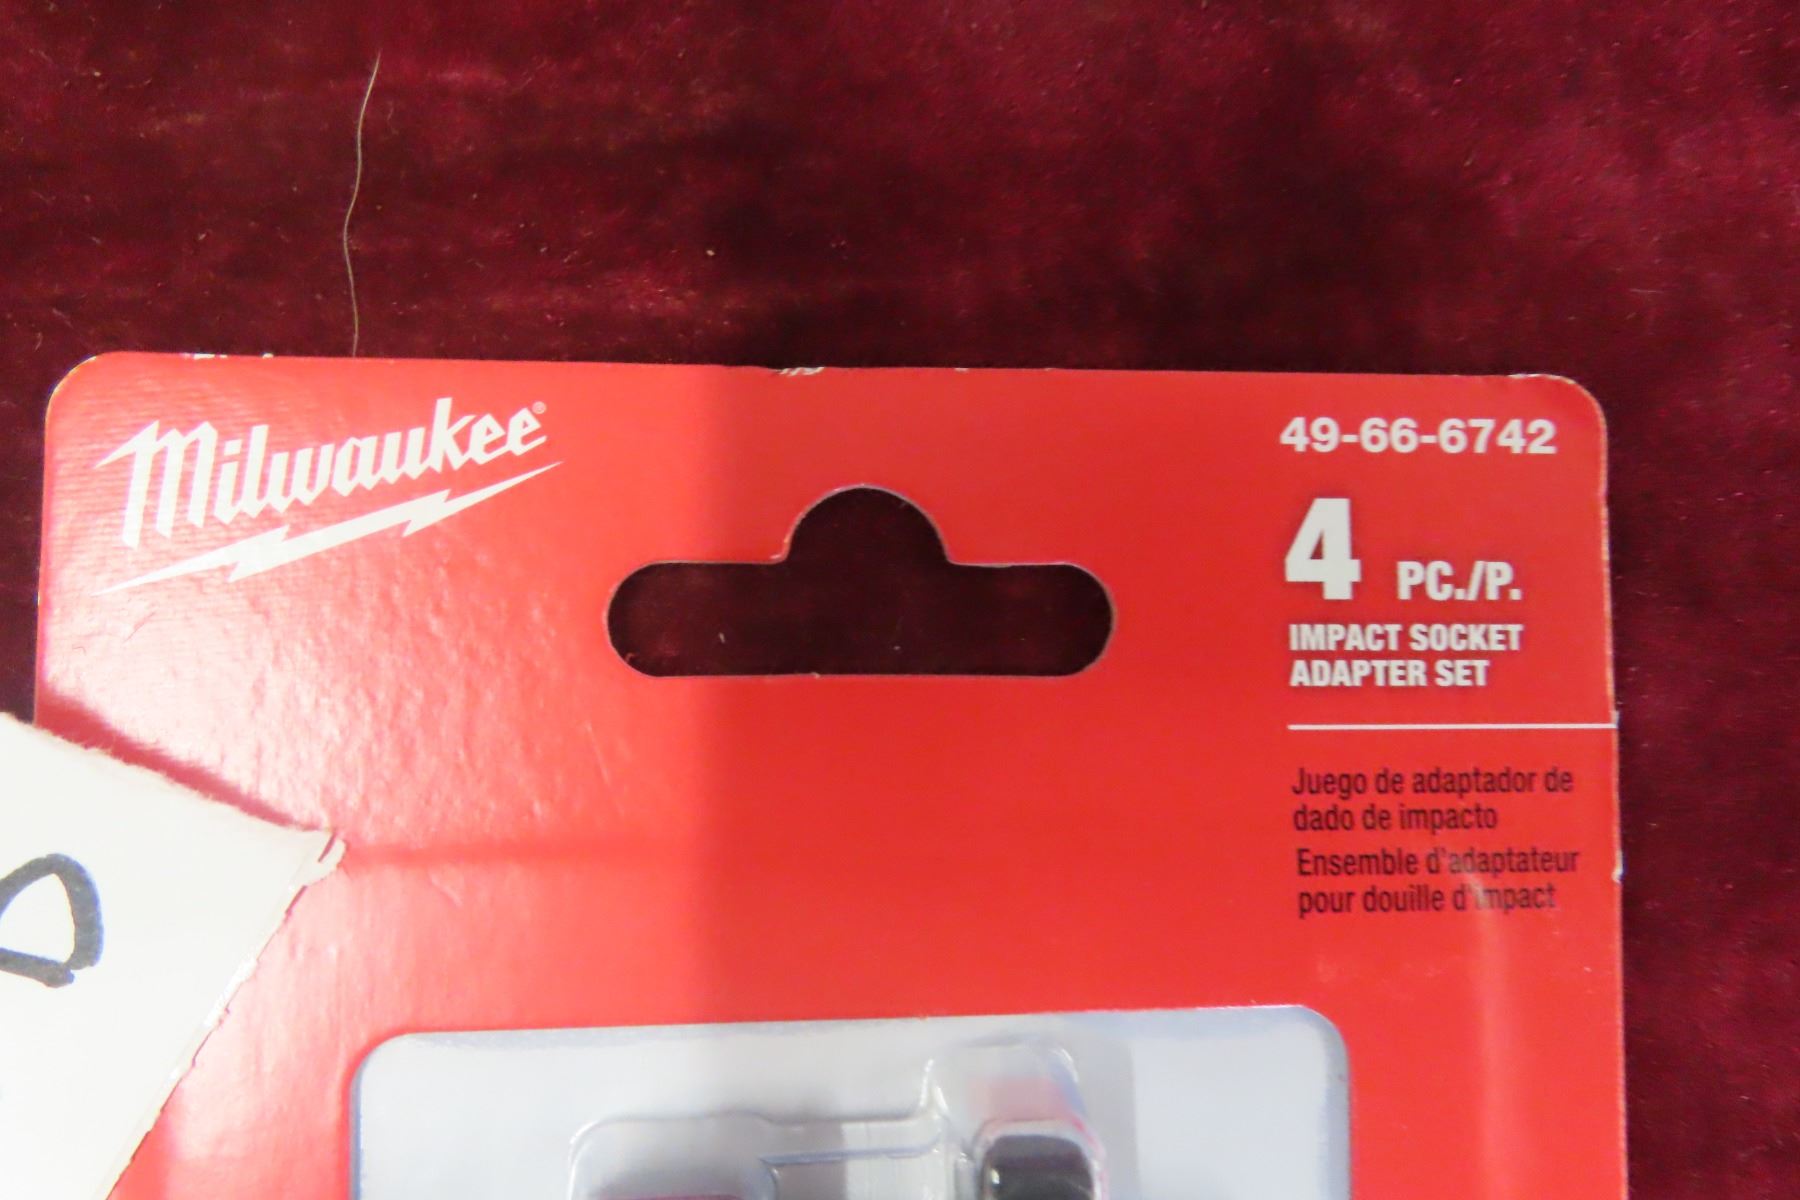 Milwaukee®
49-66-6742
4 PC./P.
IMPACT SOCKET
ADAPTER SET
Juego de adaptador de
dado de impacto
Ensemble d'adaptateur
pour douille d'impact